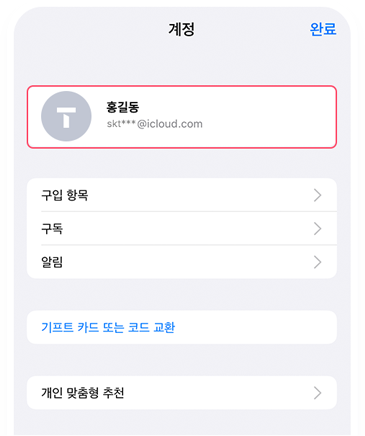 계정
완료
T
홍길동
skt***@icloud.com
구입 항목
구독
알림
기프트 카드 또는 코드 교환
개인 맞춤형 추천